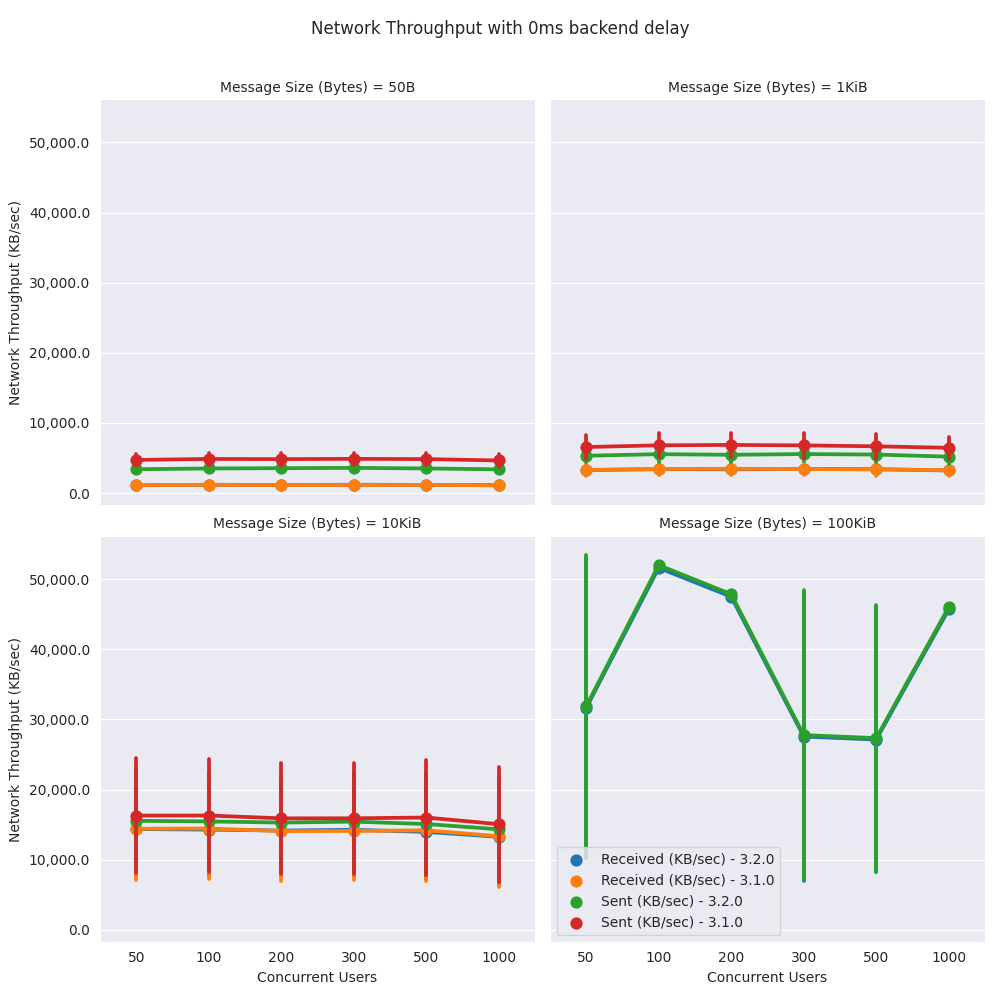 Network Throughput with 0ms backend delay
Message Size (Bytes) = 50B
Message Size (Bytes) = 1KiB
Network Throughput (KB/sec)
50,000.0
40,000.0
30,000.0
20,000.0
10,000.0
0.0
Message Size (Bytes) = 10KiB
Message Size (Bytes) = 100KiB
Network Throughput (KB/sec)
50,000.0
40,000.0
30,000.0
20,000.0
10,000.0
0.0
Received (KB/sec) - 3.2.0
Received (KB/sec) - 3.1.0
Sent (KB/sec) - 3.2.0
Sent (KB/sec) - 3.1.0
50 100 200 300 500 1000
Concurrent Users
50 100 200 300 500 1000
Concurrent Users